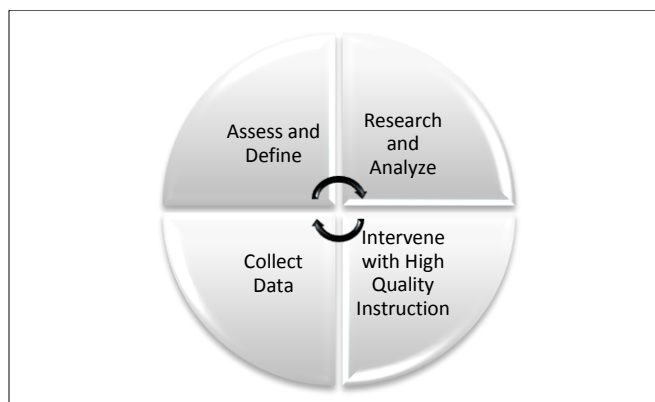 Assess and
Define
Research
and
Analyze
Collect
Data
Intervene
with High
Quality
Instruction